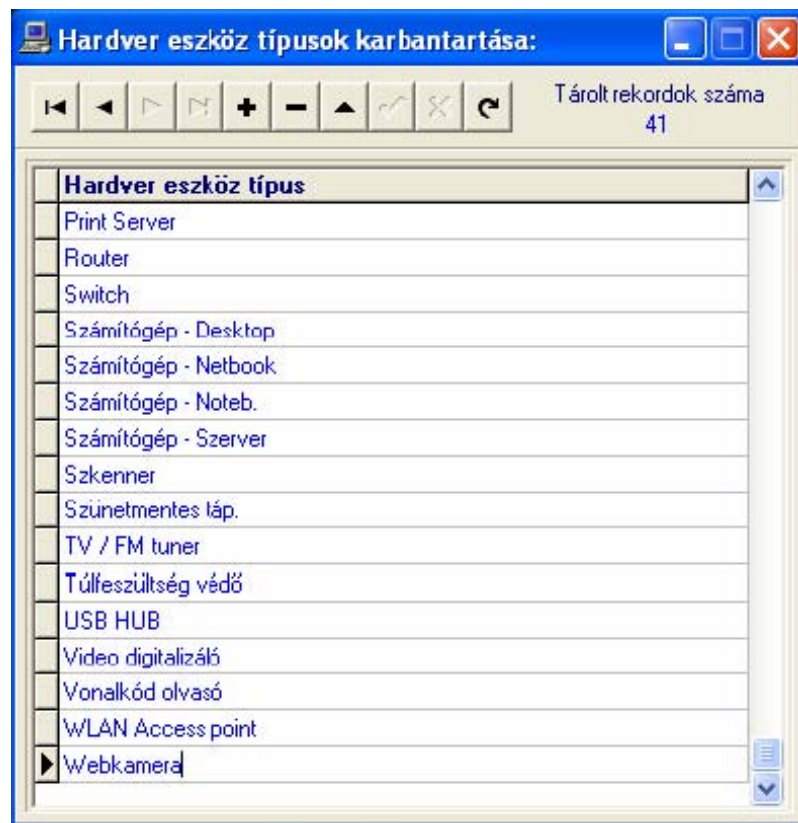 Hardver eszköz típusok karbantartása:
Tárolt rekordok száma
41
Hardver eszköz típus
Print Server
Router
Switch
Számítógép - Desktop
Számítógép - Netbook
Számítógép - Noteb.
Számítógép - Szerver
Szkenner
Szünetmentes táp.
TV / FM tuner
Túlfeszültség védő
USB HUB
Video digitalizáló
Vonalkód olvasó
WLAN Access point
Webkamera